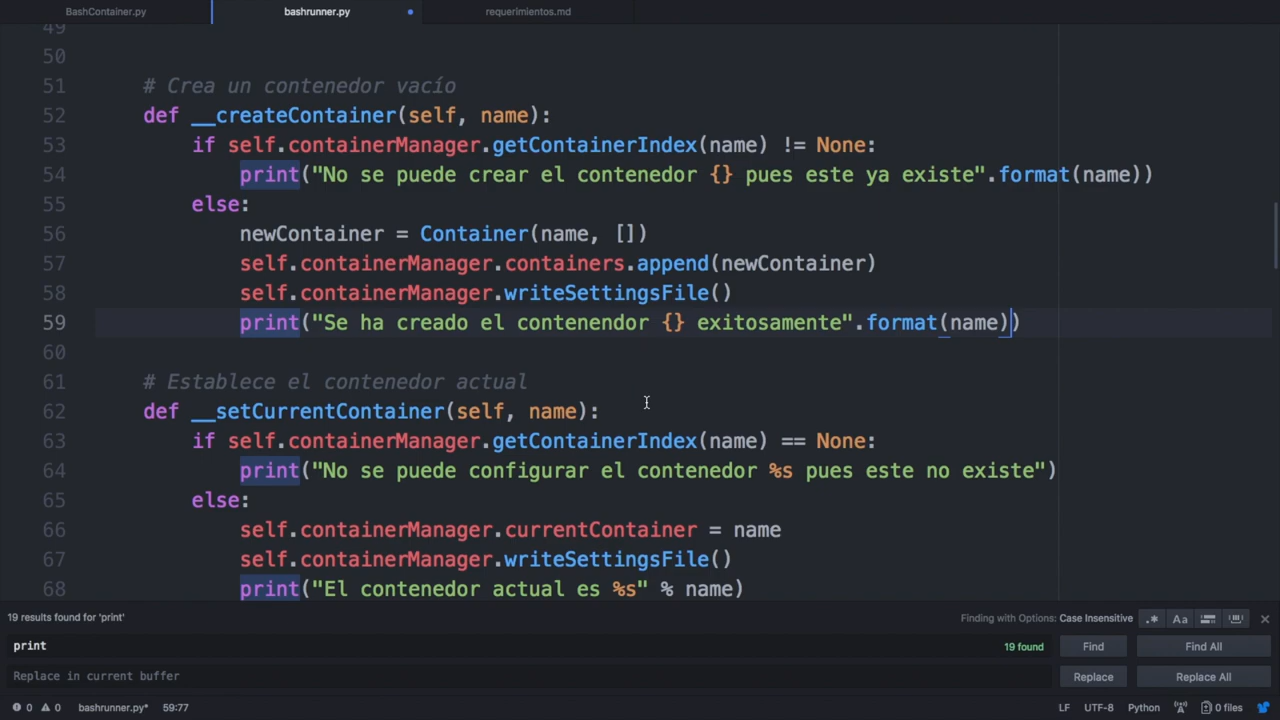 BashContainer.py
bashrunner.py
requerimientos.md
49
50
51 # Crea un contenedor vacío
52 def __createContainer(self, name):
53 if self.containerManager.getContainerIndex(name) != None:
54 print("No se puede crear el contenedor {} pues este ya existe".format(name))
55 else:
56 newContainer = Container(name, [])
57 self.containerManager.containers.append(newContainer)
58 self.containerManager.writeSettingsFile()
59 print("Se ha creado el contenendor {} exitosamente".format(name))
60
61 # Establece el contenedor actual
62 def __setCurrentContainer(self, name):
63 if self.containerManager.getContainerIndex(name) == None:
64 print("No se puede configurar el contenedor %s pues este no existe")
65 else:
66 self.containerManager.currentContainer = name
67 self.containerManager.writeSettingsFile()
68 print("El contenedor actual es %s" % name)
19 results found for 'print'
Finding with Options: Case Insensitive
.*
Aa
print
19 found
Find
Find All
Replace in current buffer
Replace
Replace All
0
0
bashrunner.py*
59:77
LF
UTF-8
Python
0 files